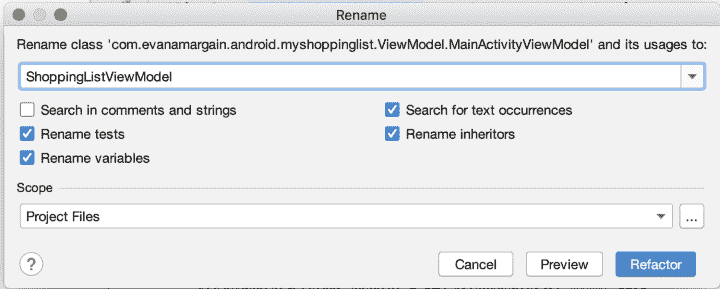 Rename
Rename class 'com.evanamargain.android.myshoppinglist.ViewModel.MainActivityViewModel' and its usages to:
ShoppingListViewModel
Search in comments and strings
Search for text occurrences
Rename tests
Rename inheritors
Rename variables
Scope
Project Files
...
?
Cancel
Preview
Refactor